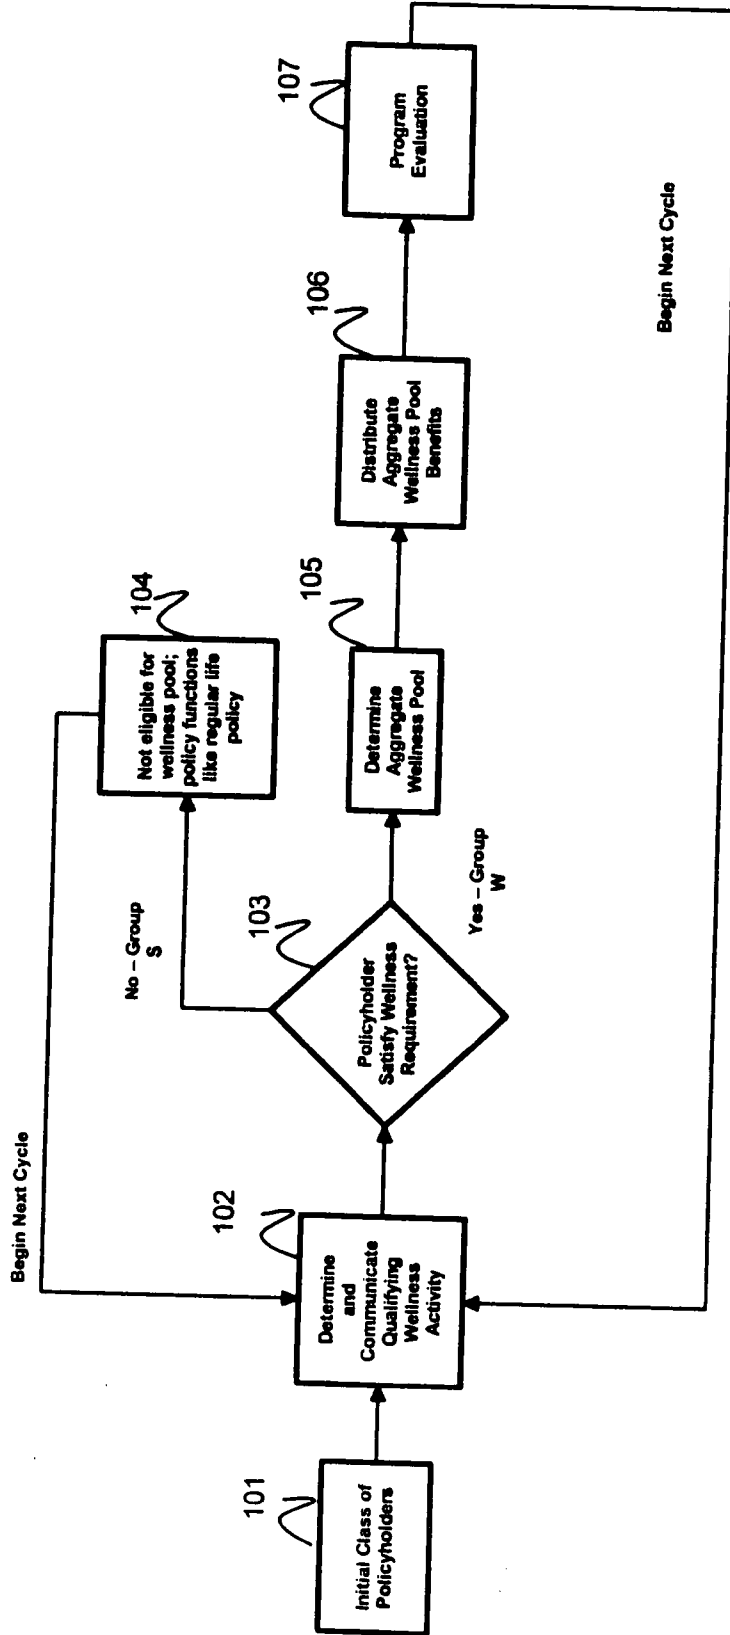 101
Initial Class of
Policyholders
102
Determine
and
Communicate
Qualifying
Wellness
Activity
Begin Next Cycle
103
Policyholder
Satisfy Wellness
Requirement?
No – Group
S
Yes – Group
W
104
Not eligible for
wellness pool;
policy functions
like regular life
policy
105
Determine
Aggregate
Wellness Pool
106
Distribute
Aggregate
Wellness Pool
Benefits
107
Program
Evaluation
Begin Next Cycle